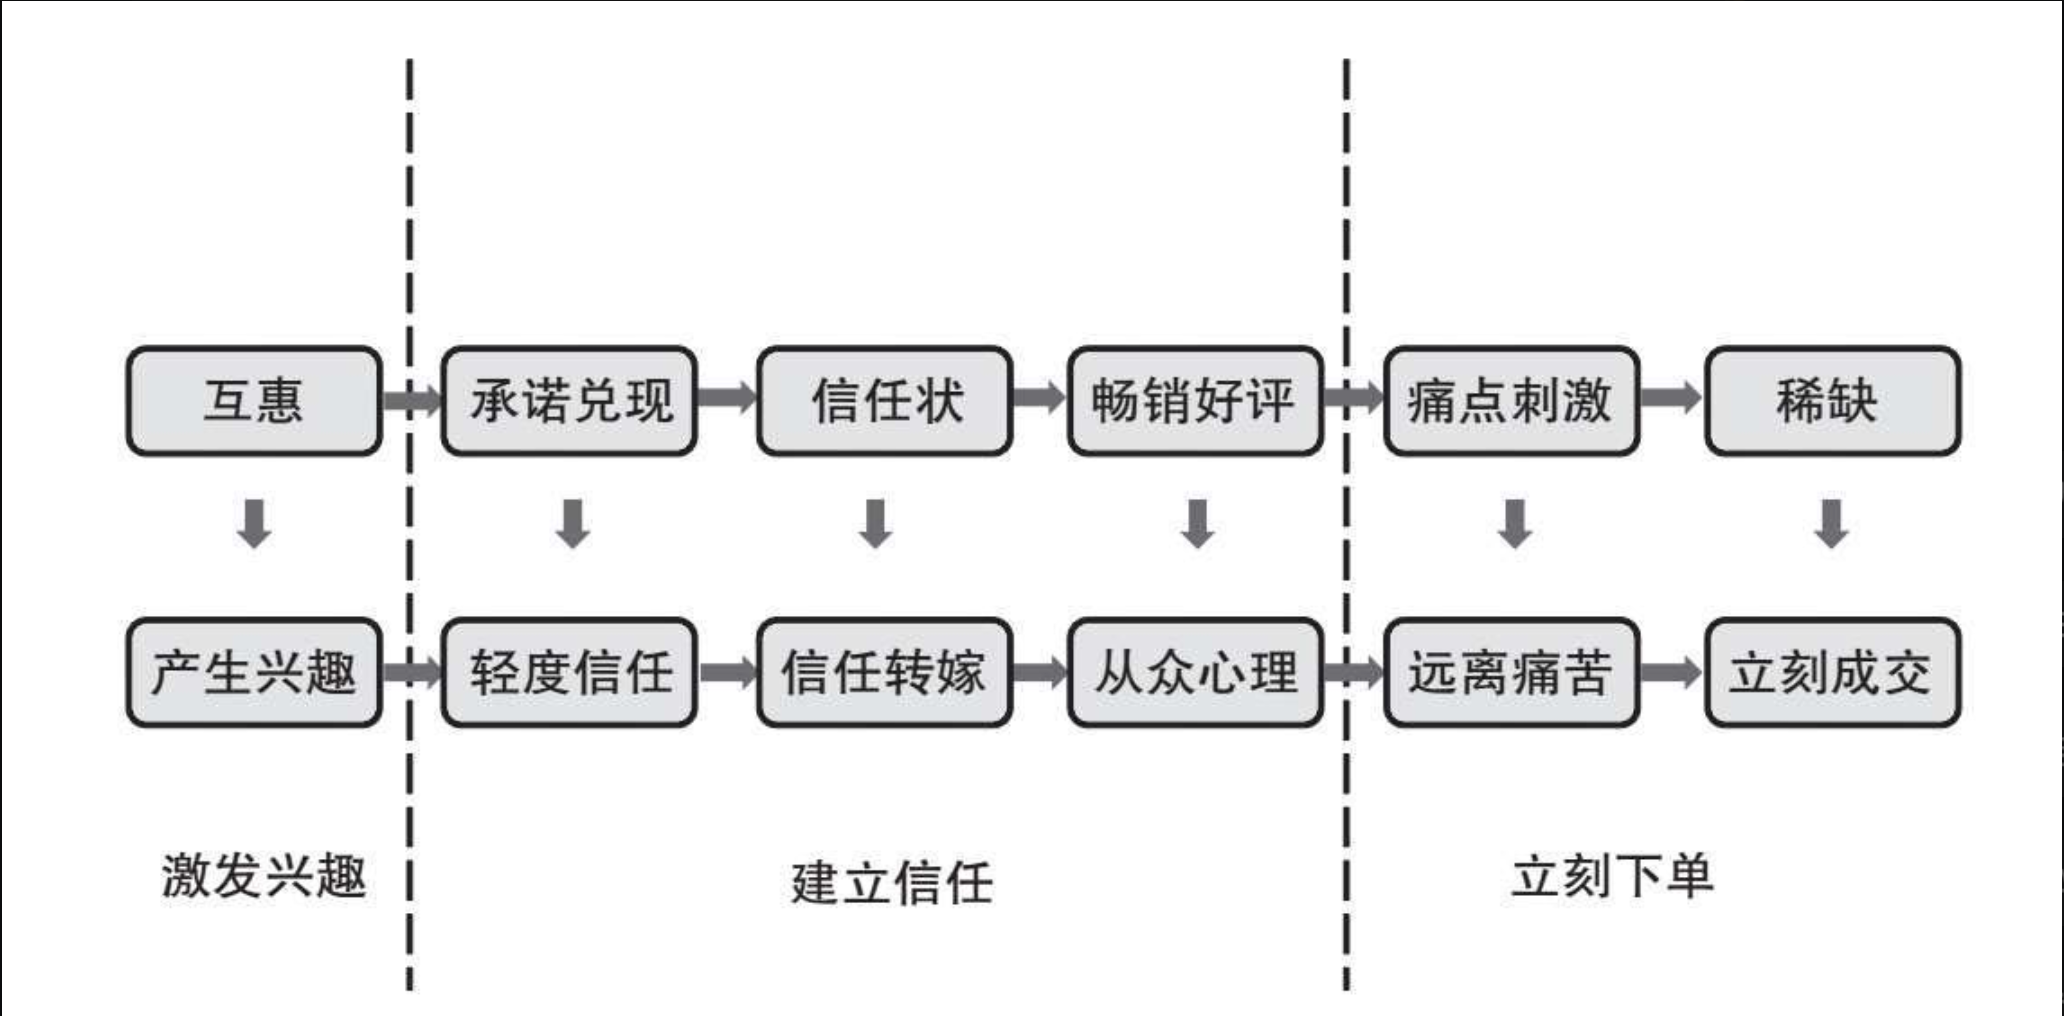 互惠
承诺兑现
信任状
畅销好评
痛点刺激
稀缺
产生兴趣
轻度信任
信任转嫁
从众心理
远离痛苦
立刻成交
激发兴趣
建立信任
立刻下单